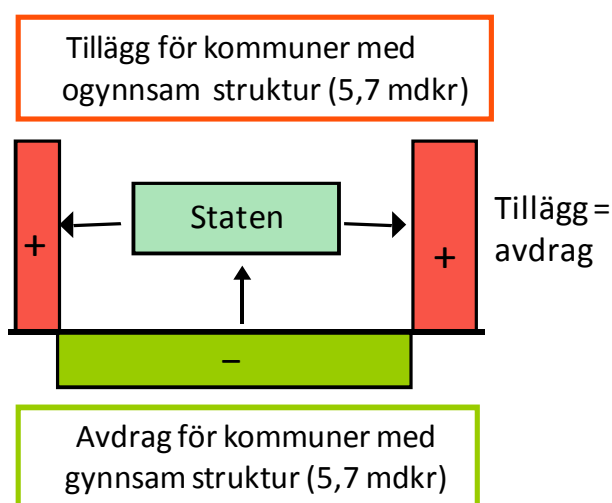 Tillägg för kommuner med
ogynnsam struktur (5,7 mdkr)
Staten
Tillägg =
avdrag
+
+
–
Avdrag för kommuner med
gynnsam struktur (5,7 mdkr)